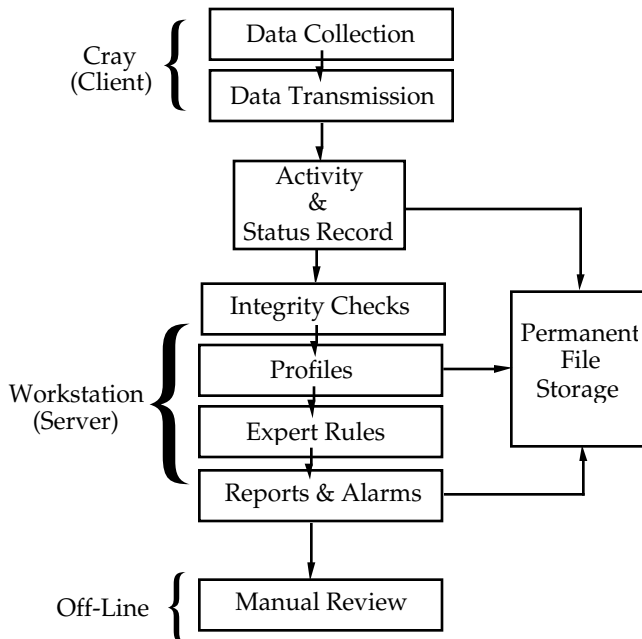 Cray
(Client)
Data Collection
Data Transmission
Activity
&
Status Record
Integrity Checks
Workstation
(Server)
Profiles
Expert Rules
Reports & Alarms
Permanent
File
Storage
Off-Line
Manual Review